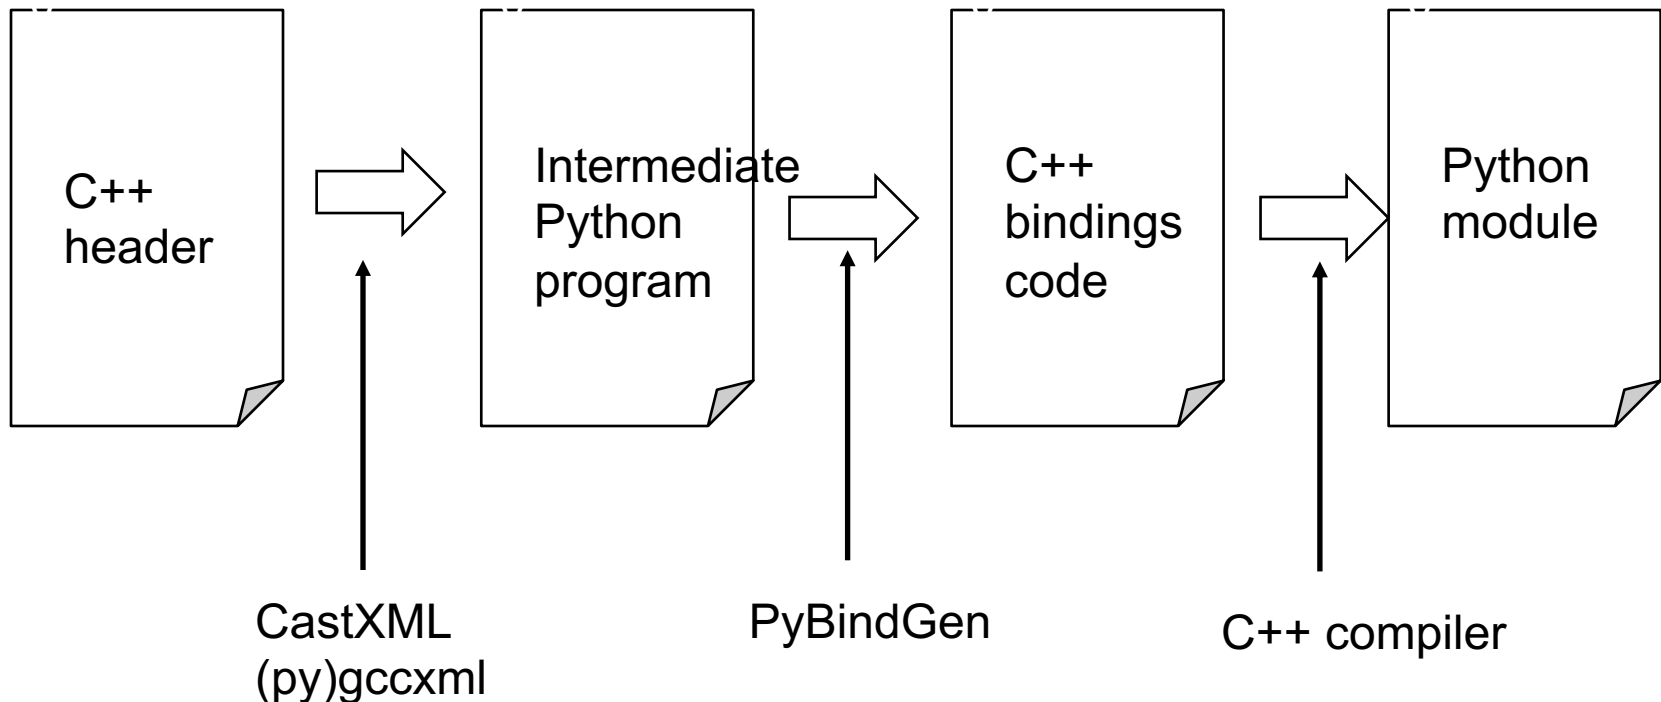 C++
header
Intermediate
Python
program
C++
bindings
code
Python
module
CastXML
(py)gccxml
PyBindGen
C++ compiler